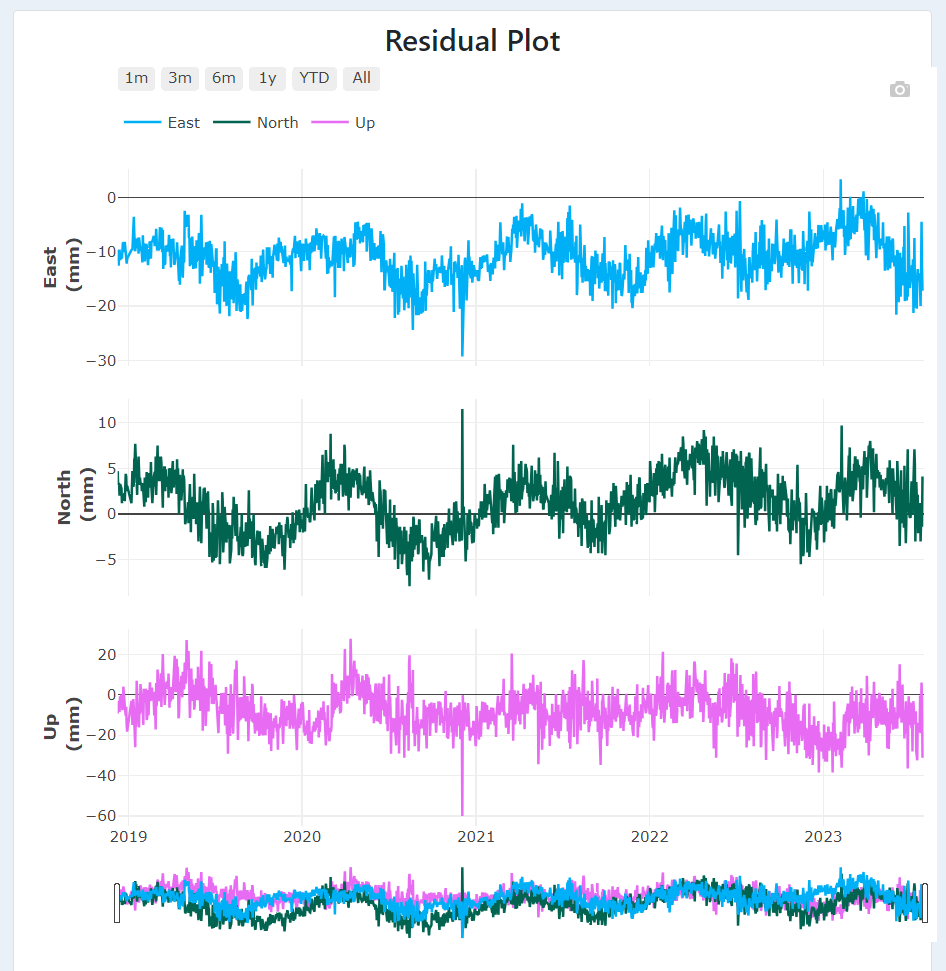 Residual Plot
1m 3m 6m 1y YTD All
East North Up
East
(mm)
0
−10
−20
−30
North
(mm)
10
5
0
−5
Up
(mm)
20
0
−20
−40
−60
2019 2020 2021 2022 2023